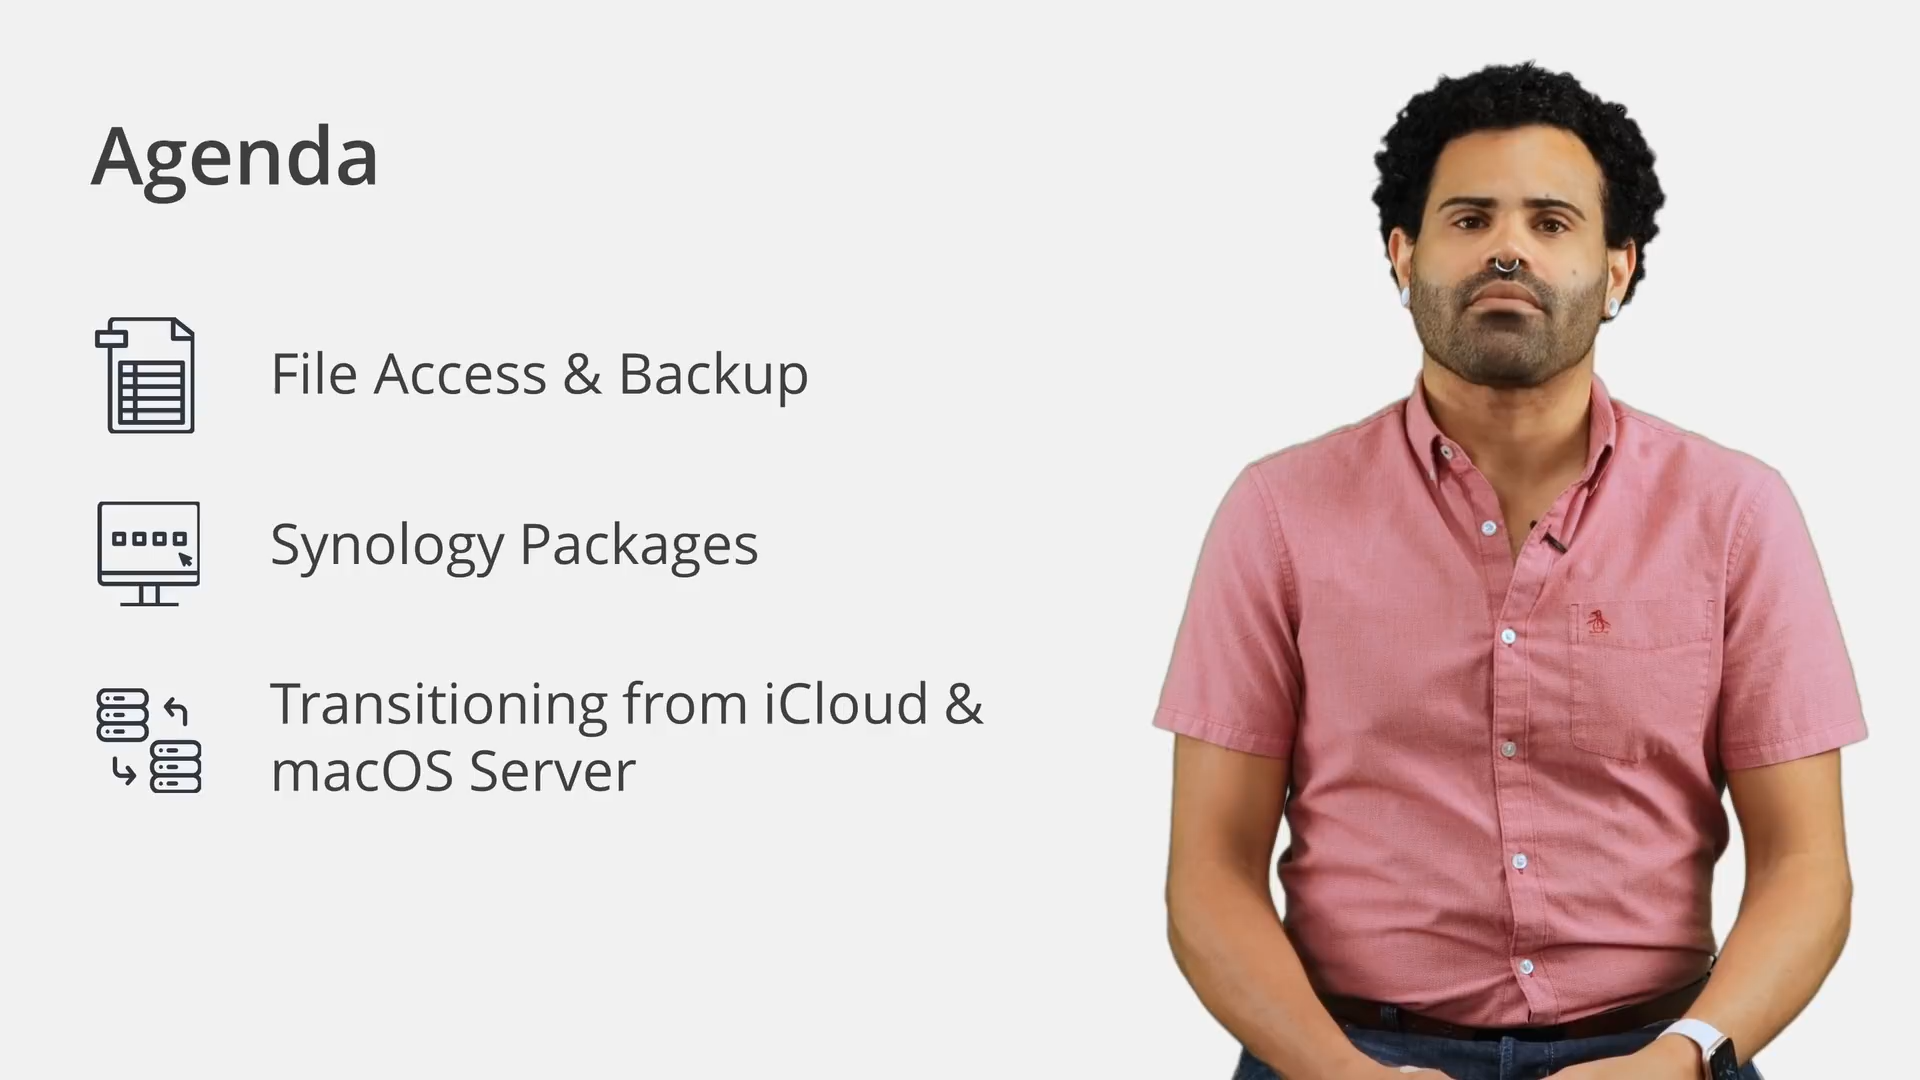 Agenda
File Access & Backup
Synology Packages
Transitioning from iCloud &
macOS Server